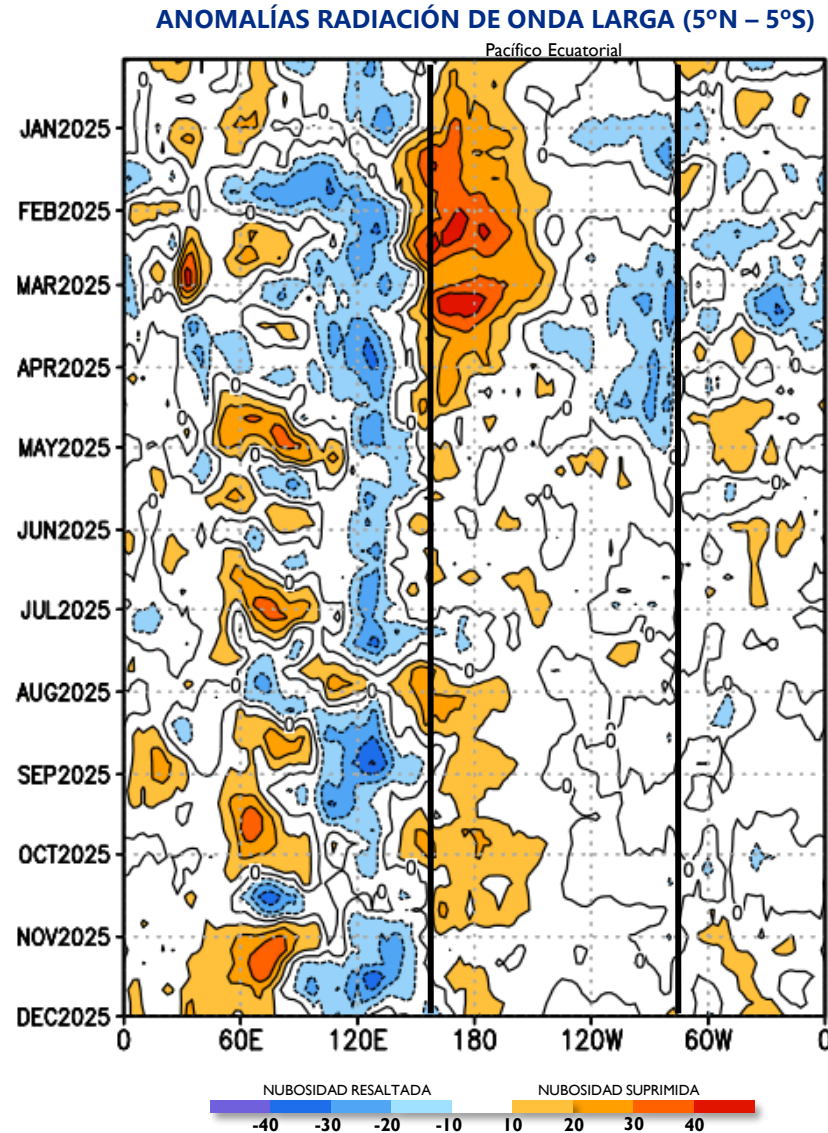 ANOMALÍAS RADIACIÓN DE ONDA LARGA (5ºN – 5ºS)
Pacífico Ecuatorial
JAN2025
FEB2025
MAR2025
APR2025
MAY2025
JUN2025
JUL2025
AUG2025
SEP2025
OCT2025
NOV2025
DEC2025
0 60E 120E 180 120W 60W 0
NUBOSIDAD RESALTADA NUBOSIDAD SUPRIMIDA
-40 -30 -20 -10 10 20 30 40